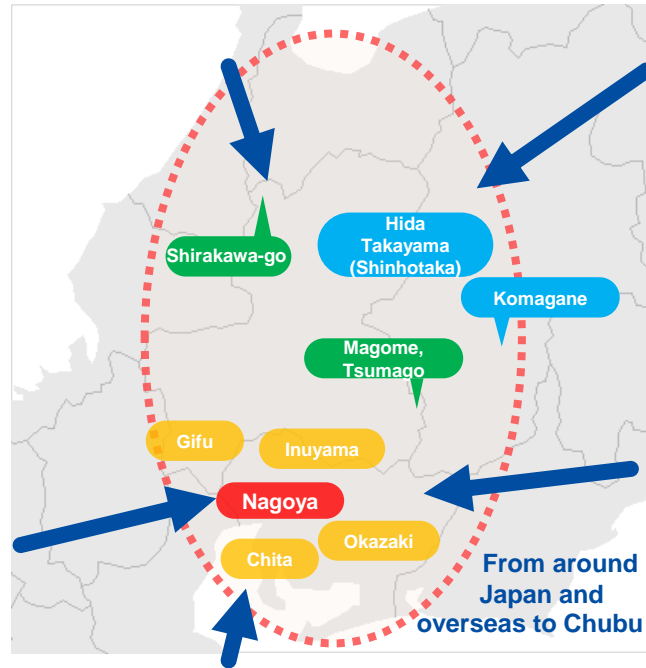 Hida
Takayama
(Shinhotaka)
Shirakawa-go
Komagane
Magome,
Tsumago
Gifu
Inuyama
Nagoya
Okazaki
Chita
From around
Japan and
overseas to Chubu